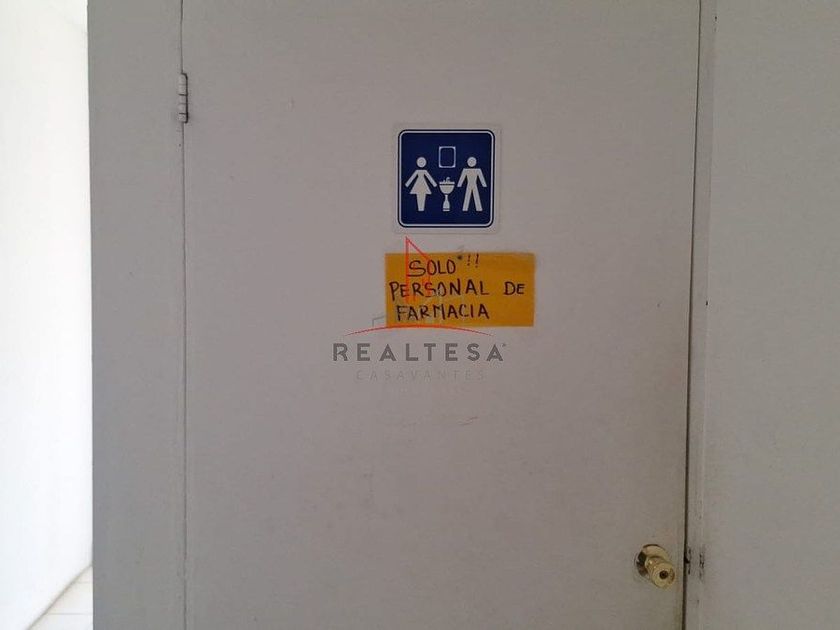 SOLO!!
PERSONAL DE
FARMACIA
REALTESA
CASAVANTES